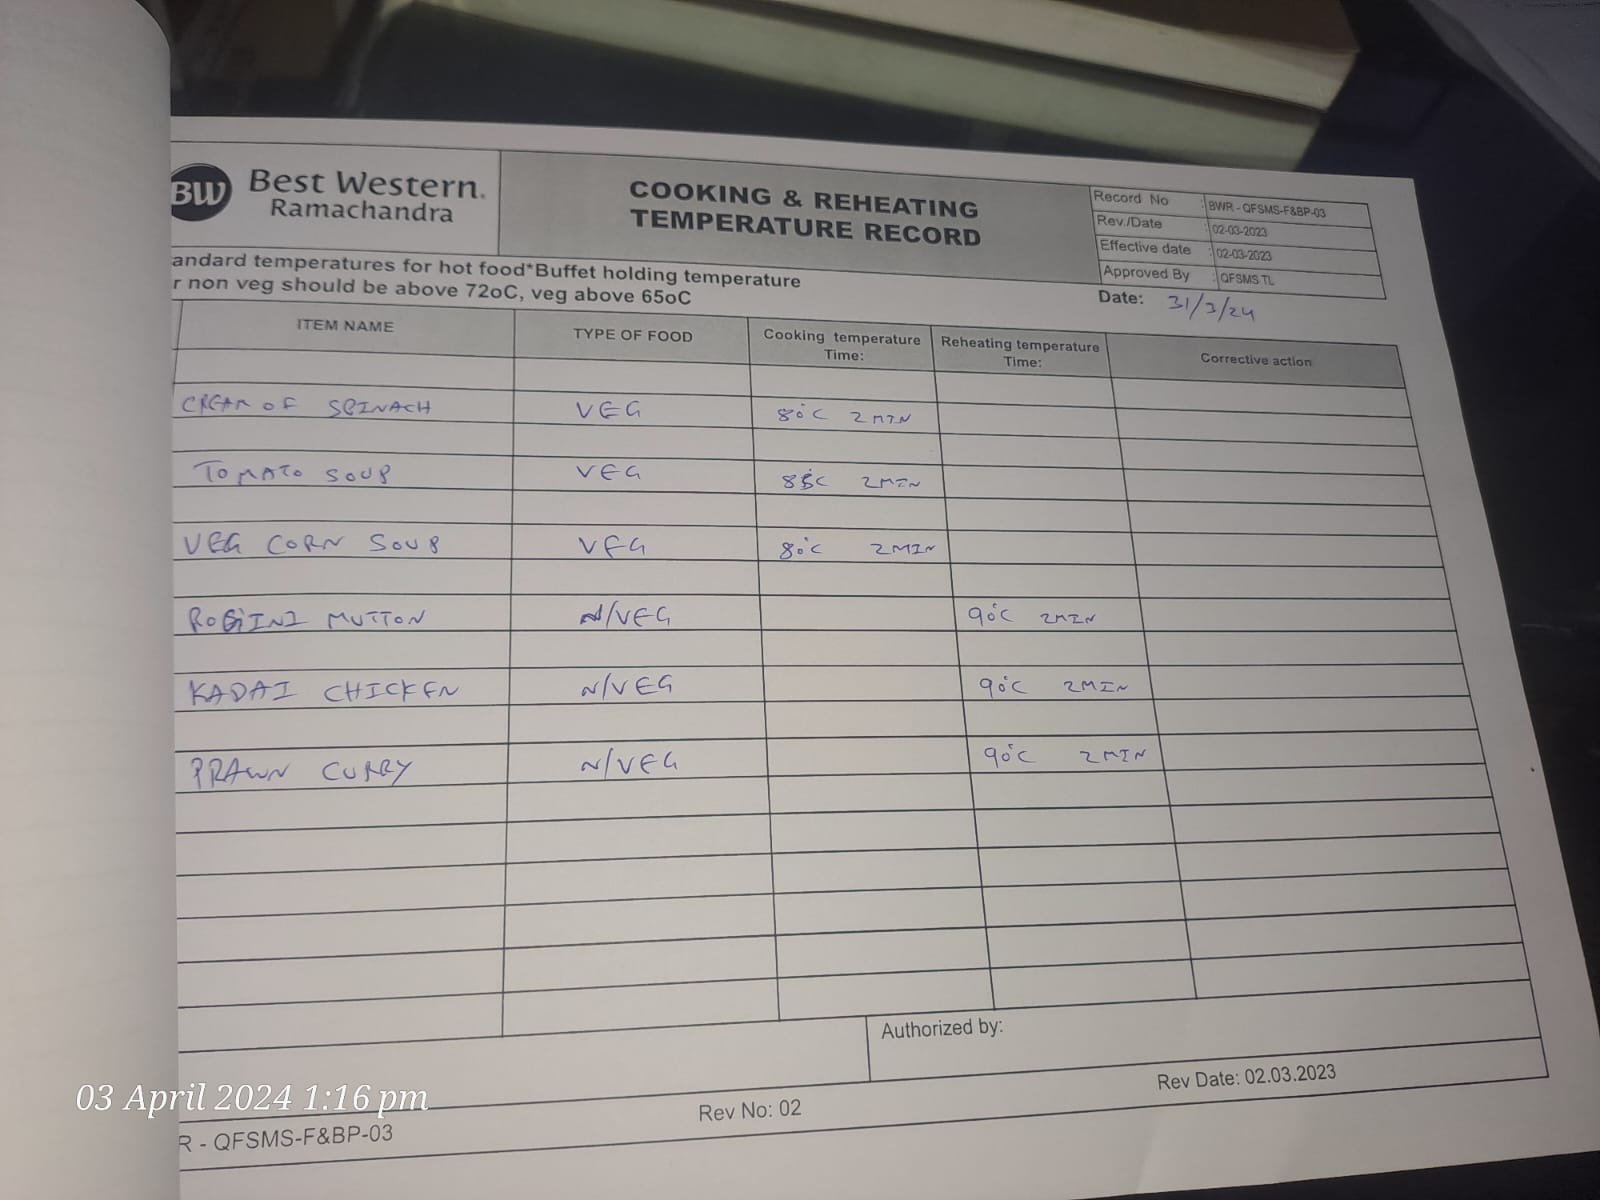 BW Best Western.
Ramachandra
COOKING & REHEATING
TEMPERATURE RECORD
Record No : BWR - QFSMS-F&BP-03
Rev./Date : 02-03-2023
Effective date : 02-03-2023
Approved By : QFSMS TL
andard temperatures for hot food*Buffet holding temperature
r non veg should be above 72oC, veg above 65oC
Date: 31/3/24
ITEM NAME TYPE OF FOOD Cooking temperature Time: Reheating temperature Time: Corrective action
CREAM OF SPINACH VEG 80°C 2 MIN
TOMATO SOUP VEG 85°C 2MIN
VEG CORN SOUP VEG 80°C 2MIN
ROGINI MUTTON N/VEG 90°C 2MIN
KADAI CHICKEN N/VEG 90°C 2MIN
PRAWN CURRY N/VEG 90°C 2 MIN
Authorized by:
03 April 2024 1:16 pm
R - QFSMS-F&BP-03 Rev No: 02 Rev Date: 02.03.2023